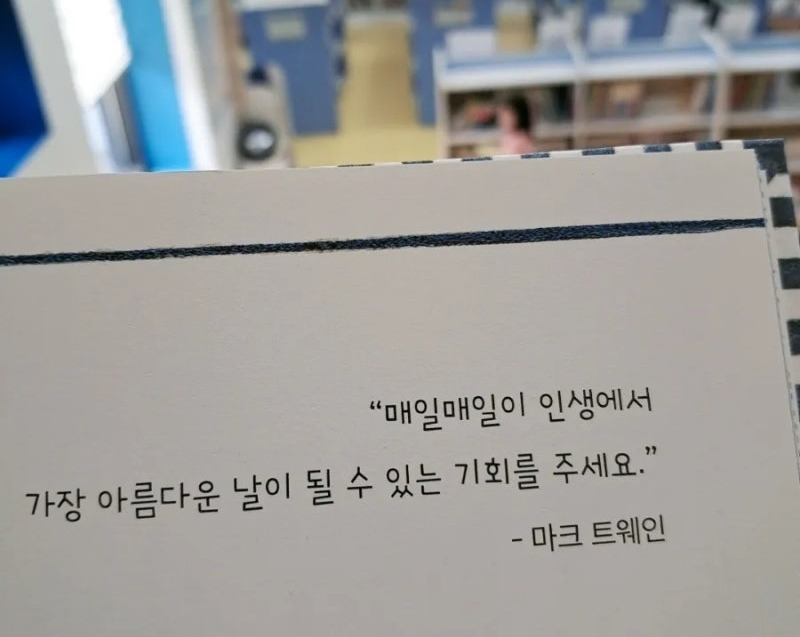 “매일매일이 인생에서
가장 아름다운 날이 될 수 있는 기회를 주세요.”
- 마크 트웨인